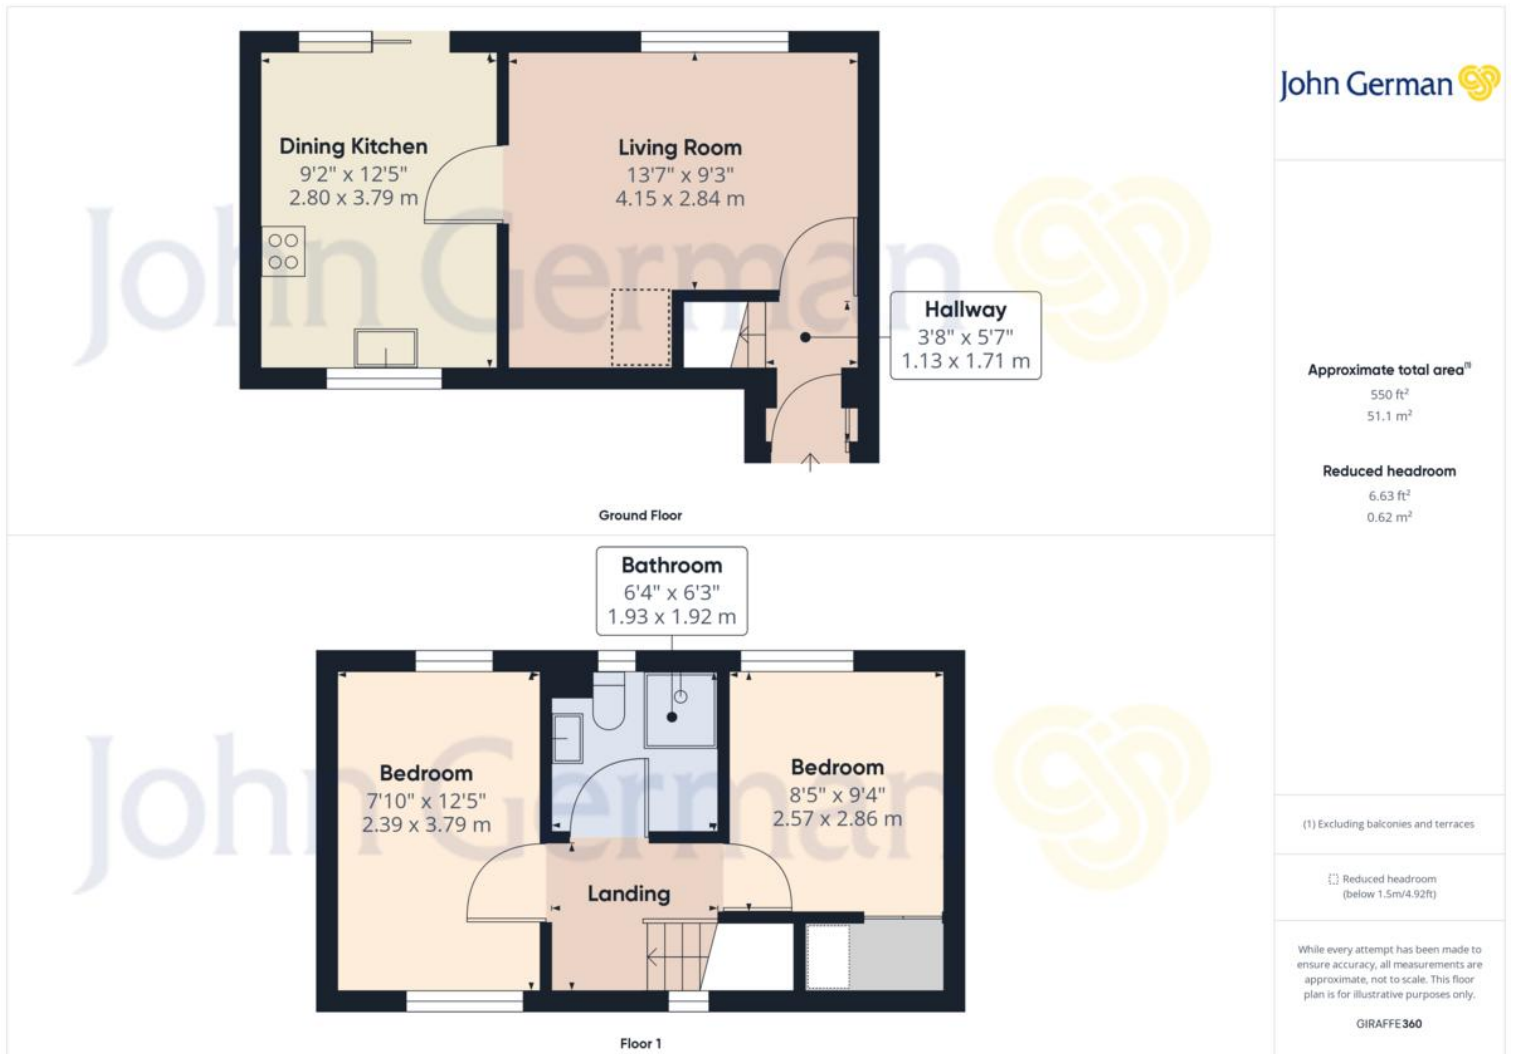 John German
Dining Kitchen
9'2" x 12'5"
2.80 x 3.79 m
Living Room
13'7" x 9'3"
4.15 x 2.84 m
Hallway
3'8" x 5'7"
1.13 x 1.71 m
John German
Ground Floor
Bathroom
6'4" x 6'3"
1.93 x 1.92 m
Bedroom
7'10" x 12'5"
2.39 x 3.79 m
Bedroom
8'5" x 9'4"
2.57 x 2.86 m
Landing
John German
Floor 1
Approximate total area(1)
550 ft²
51.1 m²
Reduced headroom
6.63 ft²
0.62 m²
(1) Excluding balconies and terraces
Reduced headroom
(below 1.5m/4.92ft)
While every attempt has been made to
ensure accuracy, all measurements are
approximate, not to scale. This floor
plan is for illustrative purposes only.
GIRAFFE360